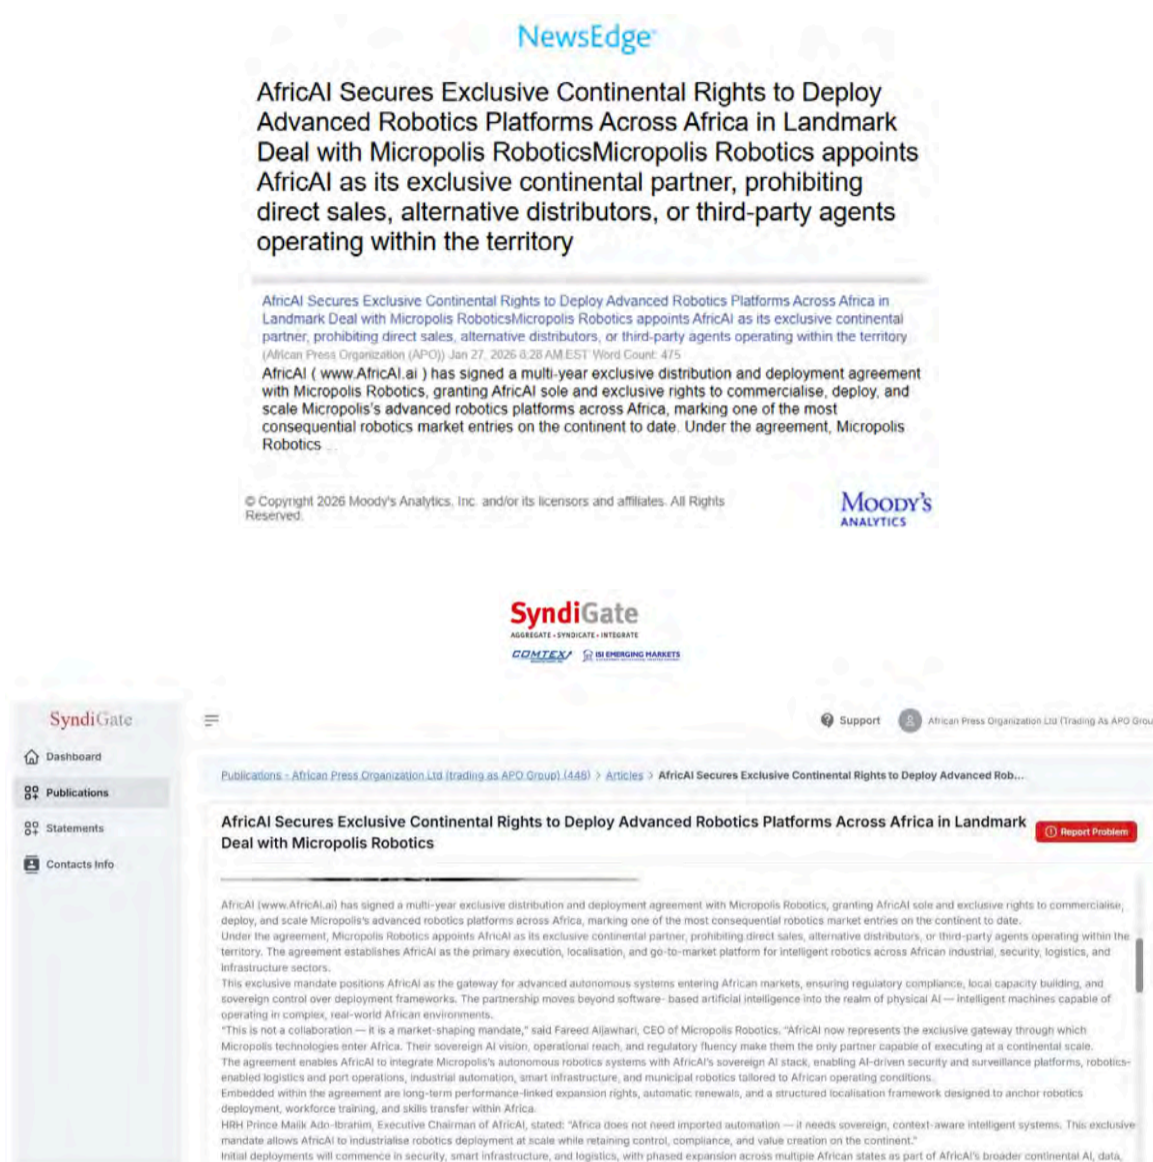 NewsEdge
AfricAI Secures Exclusive Continental Rights to Deploy
Advanced Robotics Platforms Across Africa in Landmark
Deal with Micropolis RoboticsMicropolis Robotics appoints
AfricAI as its exclusive continental partner, prohibiting
direct sales, alternative distributors, or third-party agents
operating within the territory
AfricAI Secures Exclusive Continental Rights to Deploy Advanced Robotics Platforms Across Africa in
Landmark Deal with Micropolis RoboticsMicropolis Robotics appoints AfricAI as its exclusive continental
partner, prohibiting direct sales, alternative distributors, or third-party agents operating within the territory
(African Press Organization (APO)) Jan 27, 2026 8:28 AM EST Word Count: 475
AfricAI ( www.AfricAI.ai ) has signed a multi-year exclusive distribution and deployment agreement
with Micropolis Robotics, granting AfricAI sole and exclusive rights to commercialise, deploy, and
scale Micropolis's advanced robotics platforms across Africa, marking one of the most
consequential robotics market entries on the continent to date. Under the agreement, Micropolis
Robotics ...
© Copyright 2026 Moody's Analytics, Inc. and/or its licensors and affiliates. All Rights
Reserved.
MOODY'S
ANALYTICS
SyndiGate
AGGREGATE • SYNDICATE • INTEGRATE
COMTEX ISI EMERGING MARKETS
SyndiGate
Support
African Press Organization Ltd (Trading As APO Grou
Dashboard
Publications
Statements
Contacts Info
Publications - African Press Organization Ltd (trading as APO Group) (448) > Articles > AfricAI Secures Exclusive Continental Rights to Deploy Advanced Rob...
AfricAI Secures Exclusive Continental Rights to Deploy Advanced Robotics Platforms Across Africa in Landmark
Deal with Micropolis Robotics
Report Problem
AfricAI (www.AfricAI.ai) has signed a multi-year exclusive distribution and deployment agreement with Micropolis Robotics, granting AfricAI sole and exclusive rights to commercialise,
deploy, and scale Micropolis's advanced robotics platforms across Africa, marking one of the most consequential robotics market entries on the continent to date.
Under the agreement, Micropolis Robotics appoints AfricAI as its exclusive continental partner, prohibiting direct sales, alternative distributors, or third-party agents operating within the
territory. The agreement establishes AfricAI as the primary execution, localisation, and go-to-market platform for intelligent robotics across African industrial, security, logistics, and
infrastructure sectors.
This exclusive mandate positions AfricAI as the gateway for advanced autonomous systems entering African markets, ensuring regulatory compliance, local capacity building, and
sovereign control over deployment frameworks. The partnership moves beyond software- based artificial intelligence into the realm of physical AI — intelligent machines capable of
operating in complex, real-world African environments.
"This is not a collaboration — it is a market-shaping mandate," said Fareed Aljawhari, CEO of Micropolis Robotics. "AfricAI now represents the exclusive gateway through which
Micropolis technologies enter Africa. Their sovereign AI vision, operational reach, and regulatory fluency make them the only partner capable of executing at a continental scale.
The agreement enables AfricAI to integrate Micropolis's autonomous robotics systems with AfricAI's sovereign AI stack, enabling AI-driven security and surveillance platforms, robotics-
enabled logistics and port operations, industrial automation, smart infrastructure, and municipal robotics tailored to African operating conditions.
Embedded within the agreement are long-term performance-linked expansion rights, automatic renewals, and a structured localisation framework designed to anchor robotics
deployment, workforce training, and skills transfer within Africa.
HRH Prince Malik Ado-Ibrahim, Executive Chairman of AfricAI, stated: "Africa does not need imported automation — it needs sovereign, context-aware intelligent systems. This exclusive
mandate allows AfricAI to industrialise robotics deployment at scale while retaining control, compliance, and value creation on the continent."
Initial deployments will commence in security, smart infrastructure, and logistics, with phased expansion across multiple African states as part of AfricAI's broader continental AI, data,